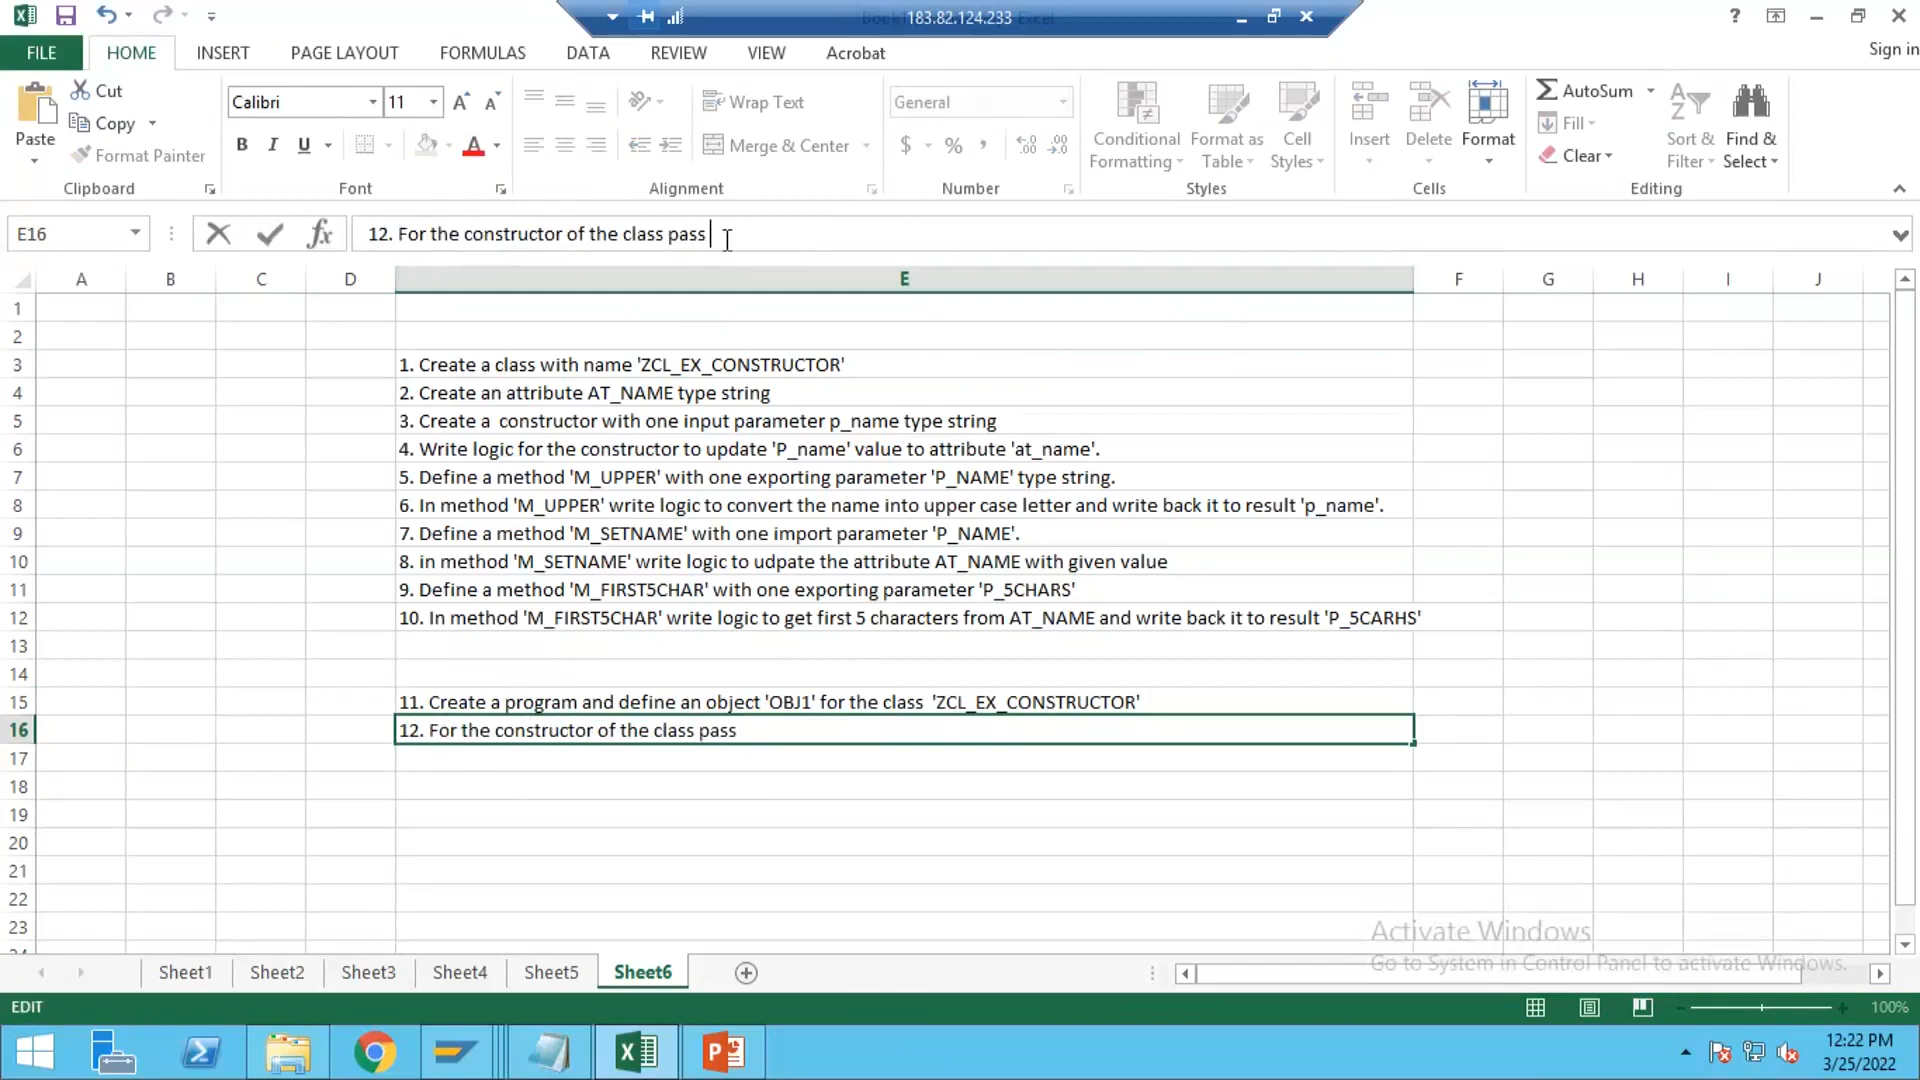 183.82.124.233
Sign in
FILE HOME INSERT PAGE LAYOUT FORMULAS DATA REVIEW VIEW Acrobat
Paste
Cut
Copy
Format Painter
Clipboard
Calibri 11
B I U
Font
Wrap Text
Merge & Center
Alignment
General
$ % ,
Number
Conditional Formatting
Format as Table
Cell Styles
Styles
Insert
Delete
Format
Cells
AutoSum
Fill
Clear
Sort & Filter
Find & Select
Editing
E16
12. For the constructor of the class pass
A B C D E F G H I J
1
2
3 1. Create a class with name 'ZCL_EX_CONSTRUCTOR'
4 2. Create an attribute AT_NAME type string
5 3. Create a  constructor with one input parameter p_name type string
6 4. Write logic for the constructor to update 'P_name' value to attribute 'at_name'.
7 5. Define a method 'M_UPPER' with one exporting parameter 'P_NAME' type string.
8 6. In method 'M_UPPER' write logic to convert the name into upper case letter and write back it to result 'p_name'.
9 7. Define a method 'M_SETNAME' with one import parameter 'P_NAME'.
10 8. in method 'M_SETNAME' write logic to udpate the attribute AT_NAME with given value
11 9. Define a method 'M_FIRST5CHAR' with one exporting parameter 'P_5CHARS'
12 10. In method 'M_FIRST5CHAR' write logic to get first 5 characters from AT_NAME and write back it to result 'P_5CARHS'
13
14
15 11. Create a program and define an object 'OBJ1' for the class  'ZCL_EX_CONSTRUCTOR'
16 12. For the constructor of the class pass
17
18
19
20
21
22
23
Activate Windows
Go to System in Control Panel to activate Windows.
Sheet1 Sheet2 Sheet3 Sheet4 Sheet5 Sheet6
EDIT
100%
12:22 PM
3/25/2022